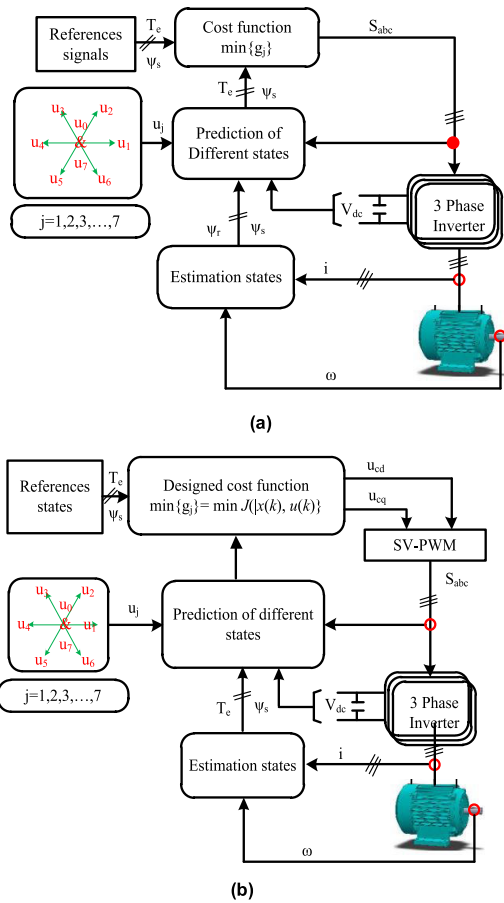 References
signals
Tₑ
ψₛ
Cost function
min{gⱼ}
S_abc
Tₑ
ψₛ
u₃
u₂
u₀
u₄
&
u₁
u₇
u₅
u₆
uⱼ
Prediction of
Different states
j=1,2,3,...,7
V_dc
3 Phase
Inverter
ψᵣ
ψₛ
Estimation states
i
ω
(a)
References
states
Tₑ
ψₛ
Designed cost function
min{gⱼ}= min J(|x(k), u(k)}
u_cd
u_cq
SV-PWM
S_abc
u₃
u₂
u₀
u₄
&
u₁
u₇
u₅
u₆
uⱼ
Prediction of different
states
j=1,2,3,...,7
Tₑ
ψₛ
V_dc
3 Phase
Inverter
Estimation states
i
ω
(b)